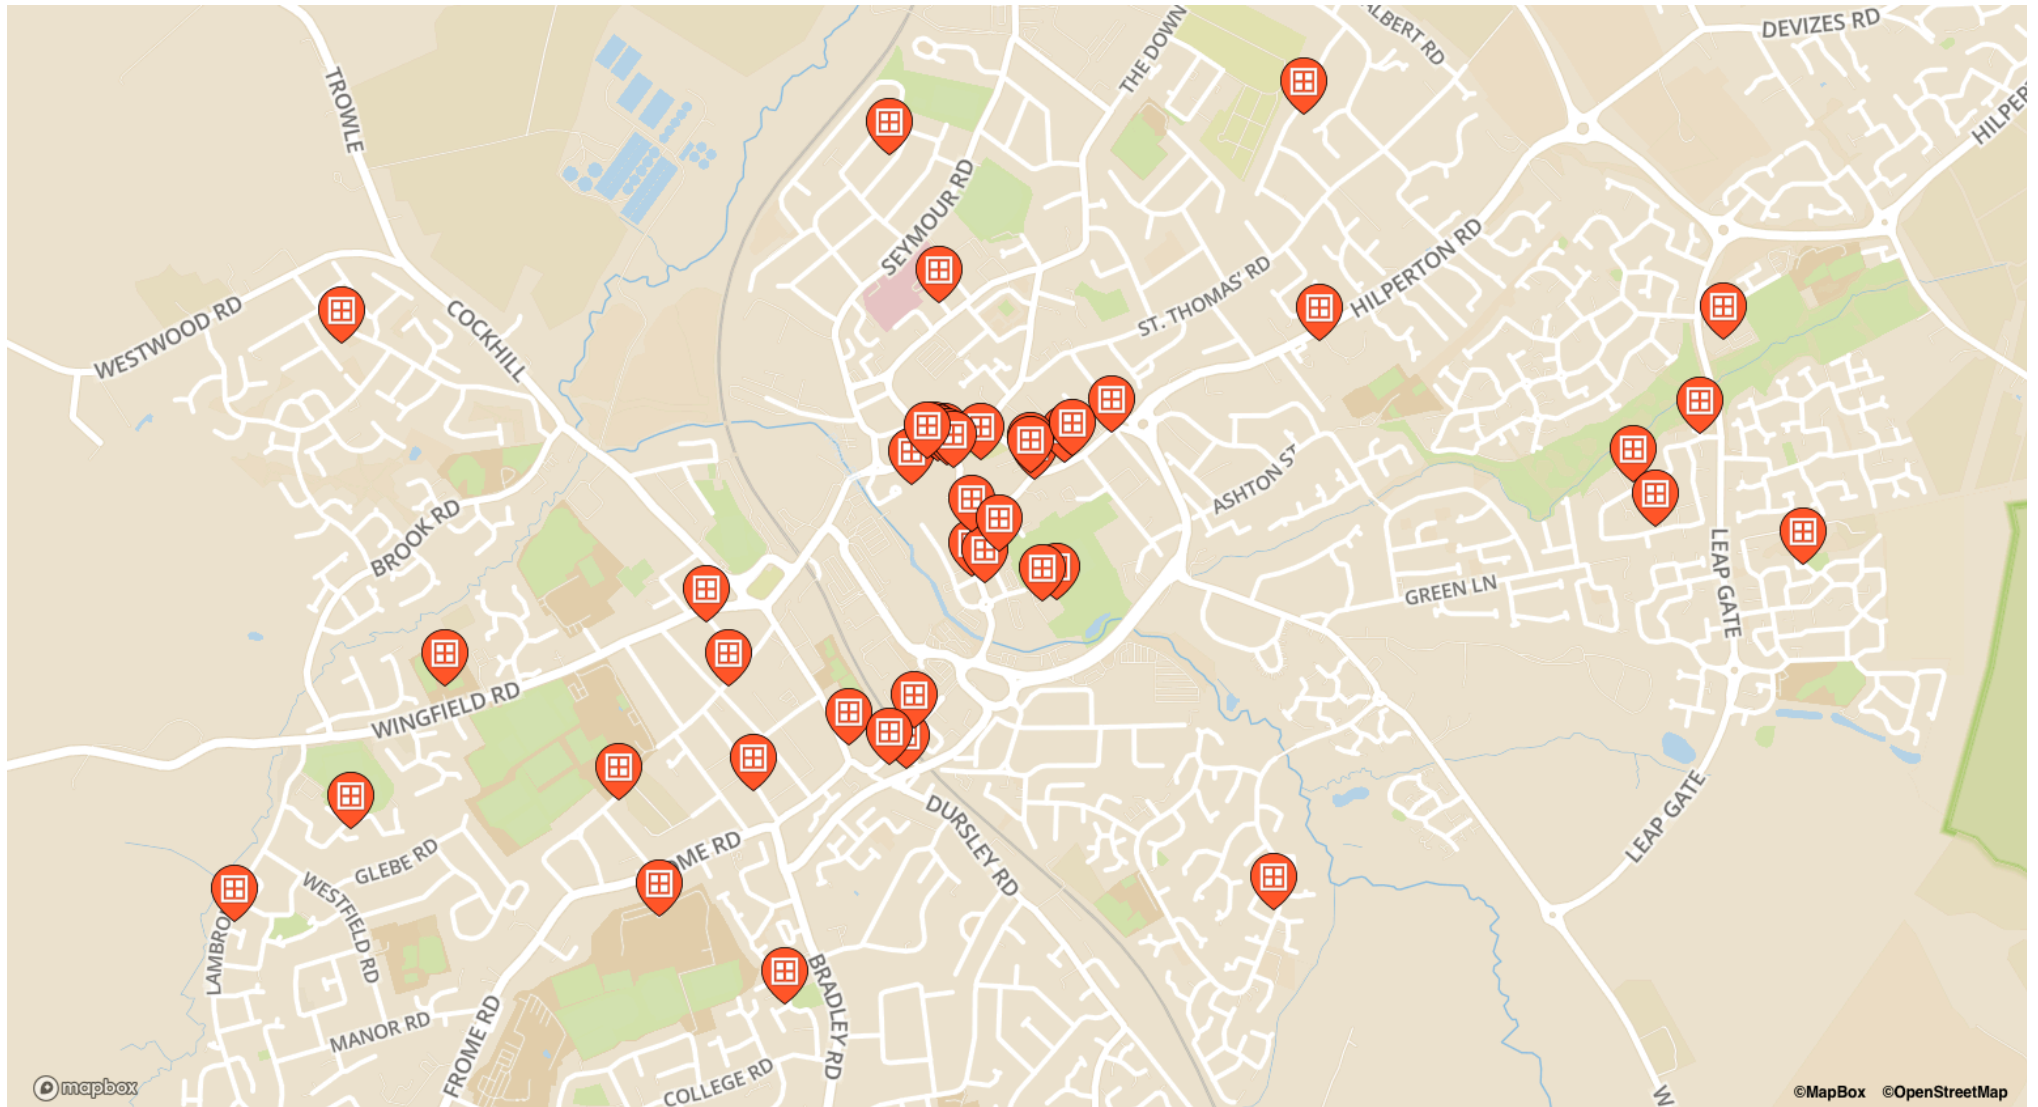 DEVIZES RD
ALBERT RD
THE DOWN
TROWLE
HILPER
SEYMOUR RD
HILPERTON RD
ST. THOMAS' RD
WESTWOOD RD
COCKHILL
ASHTON ST
BROOK RD
LEAP GATE
GREEN LN
WINGFIELD RD
LEAP GATE
DURSLEY RD
OME RD
GLEBE RD
WESTFIELD RD
LAMBRO
BRADLEY RD
MANOR RD
FROME RD
COLLEGE RD
W
mapbox
©MapBox ©OpenStreetMap